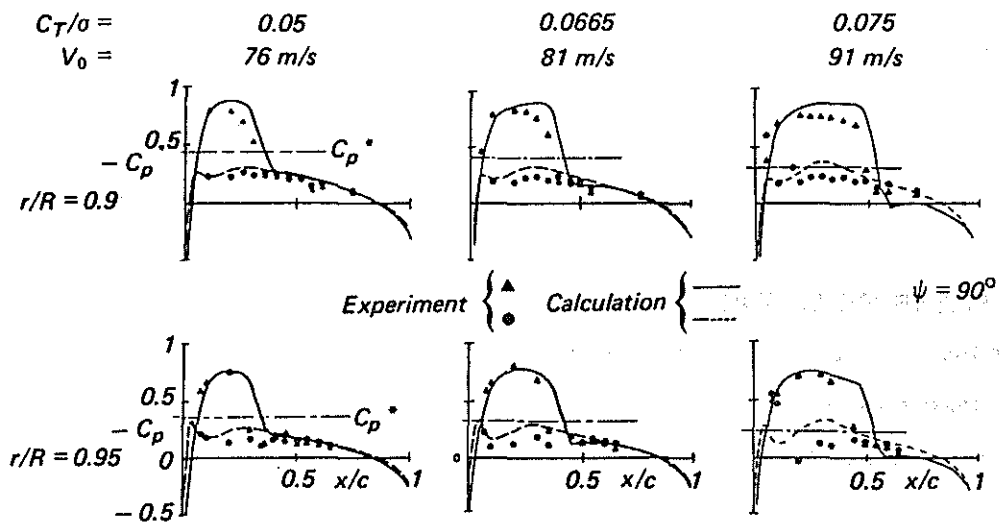 C_T/σ = 0.05 0.0665 0.075
V_0 = 76 m/s 81 m/s 91 m/s
1
0.5
− C_p
C_p*
r/R = 0.9
1
Experiment { ▲ ● Calculation {
ψ = 90°
1
0.5
C_p*
− C_p
r/R = 0.95
0
0
− 0.5
0.5 x/c 1
0.5
0.5 x/c 1